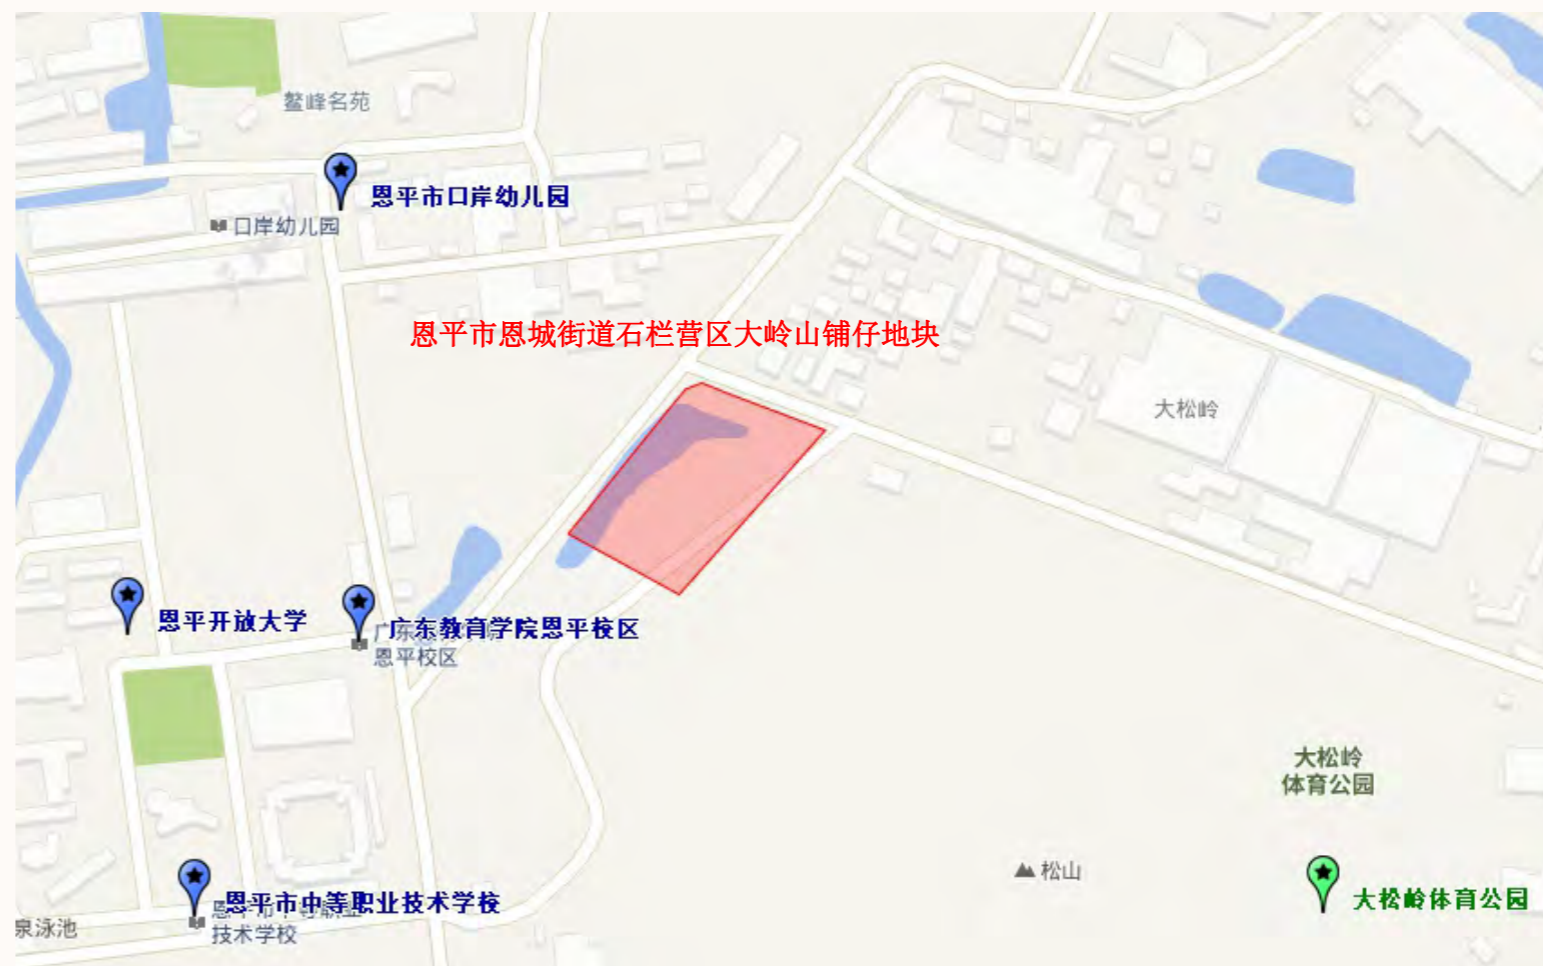 鳌峰名苑
恩平市口岸幼儿园
口岸幼儿园
恩平市恩城街道石栏营区大岭山铺仔地块
大松岭
恩平开放大学
广东教育学院恩平校区
恩平校区
大松岭
体育公园
松山
大松岭体育公园
恩平市中等职业技术学校
技术学校
泉泳池